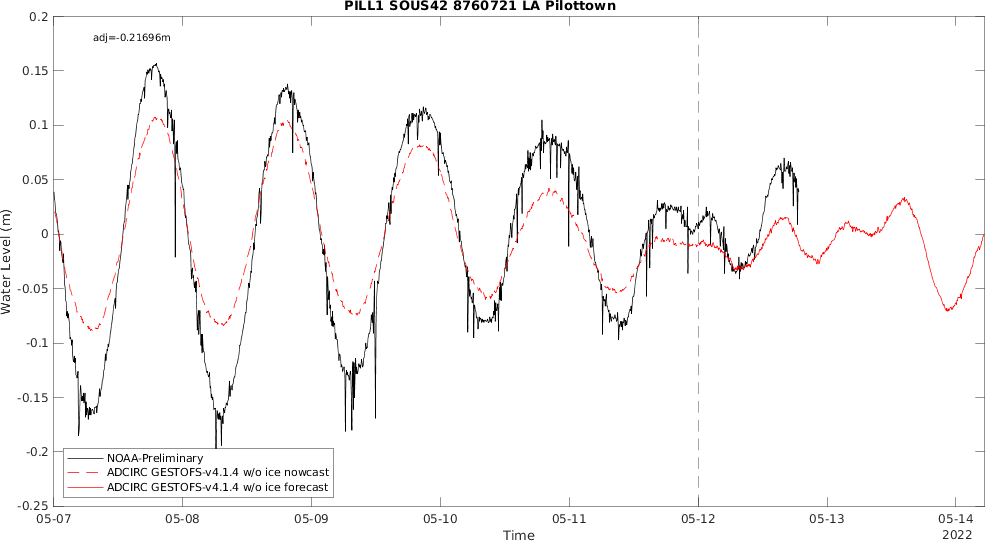 PILL1 SOUS42 8760721 LA Pilottown
adj=-0.21696m
0.2
0.15
0.1
0.05
0
-0.05
-0.1
-0.15
-0.2
-0.25
Water Level (m)
NOAA-Preliminary
ADCIRC GESTOFS-v4.1.4 w/o ice nowcast
ADCIRC GESTOFS-v4.1.4 w/o ice forecast
05-07 05-08 05-09 05-10 05-11 05-12 05-13 05-14
Time
2022